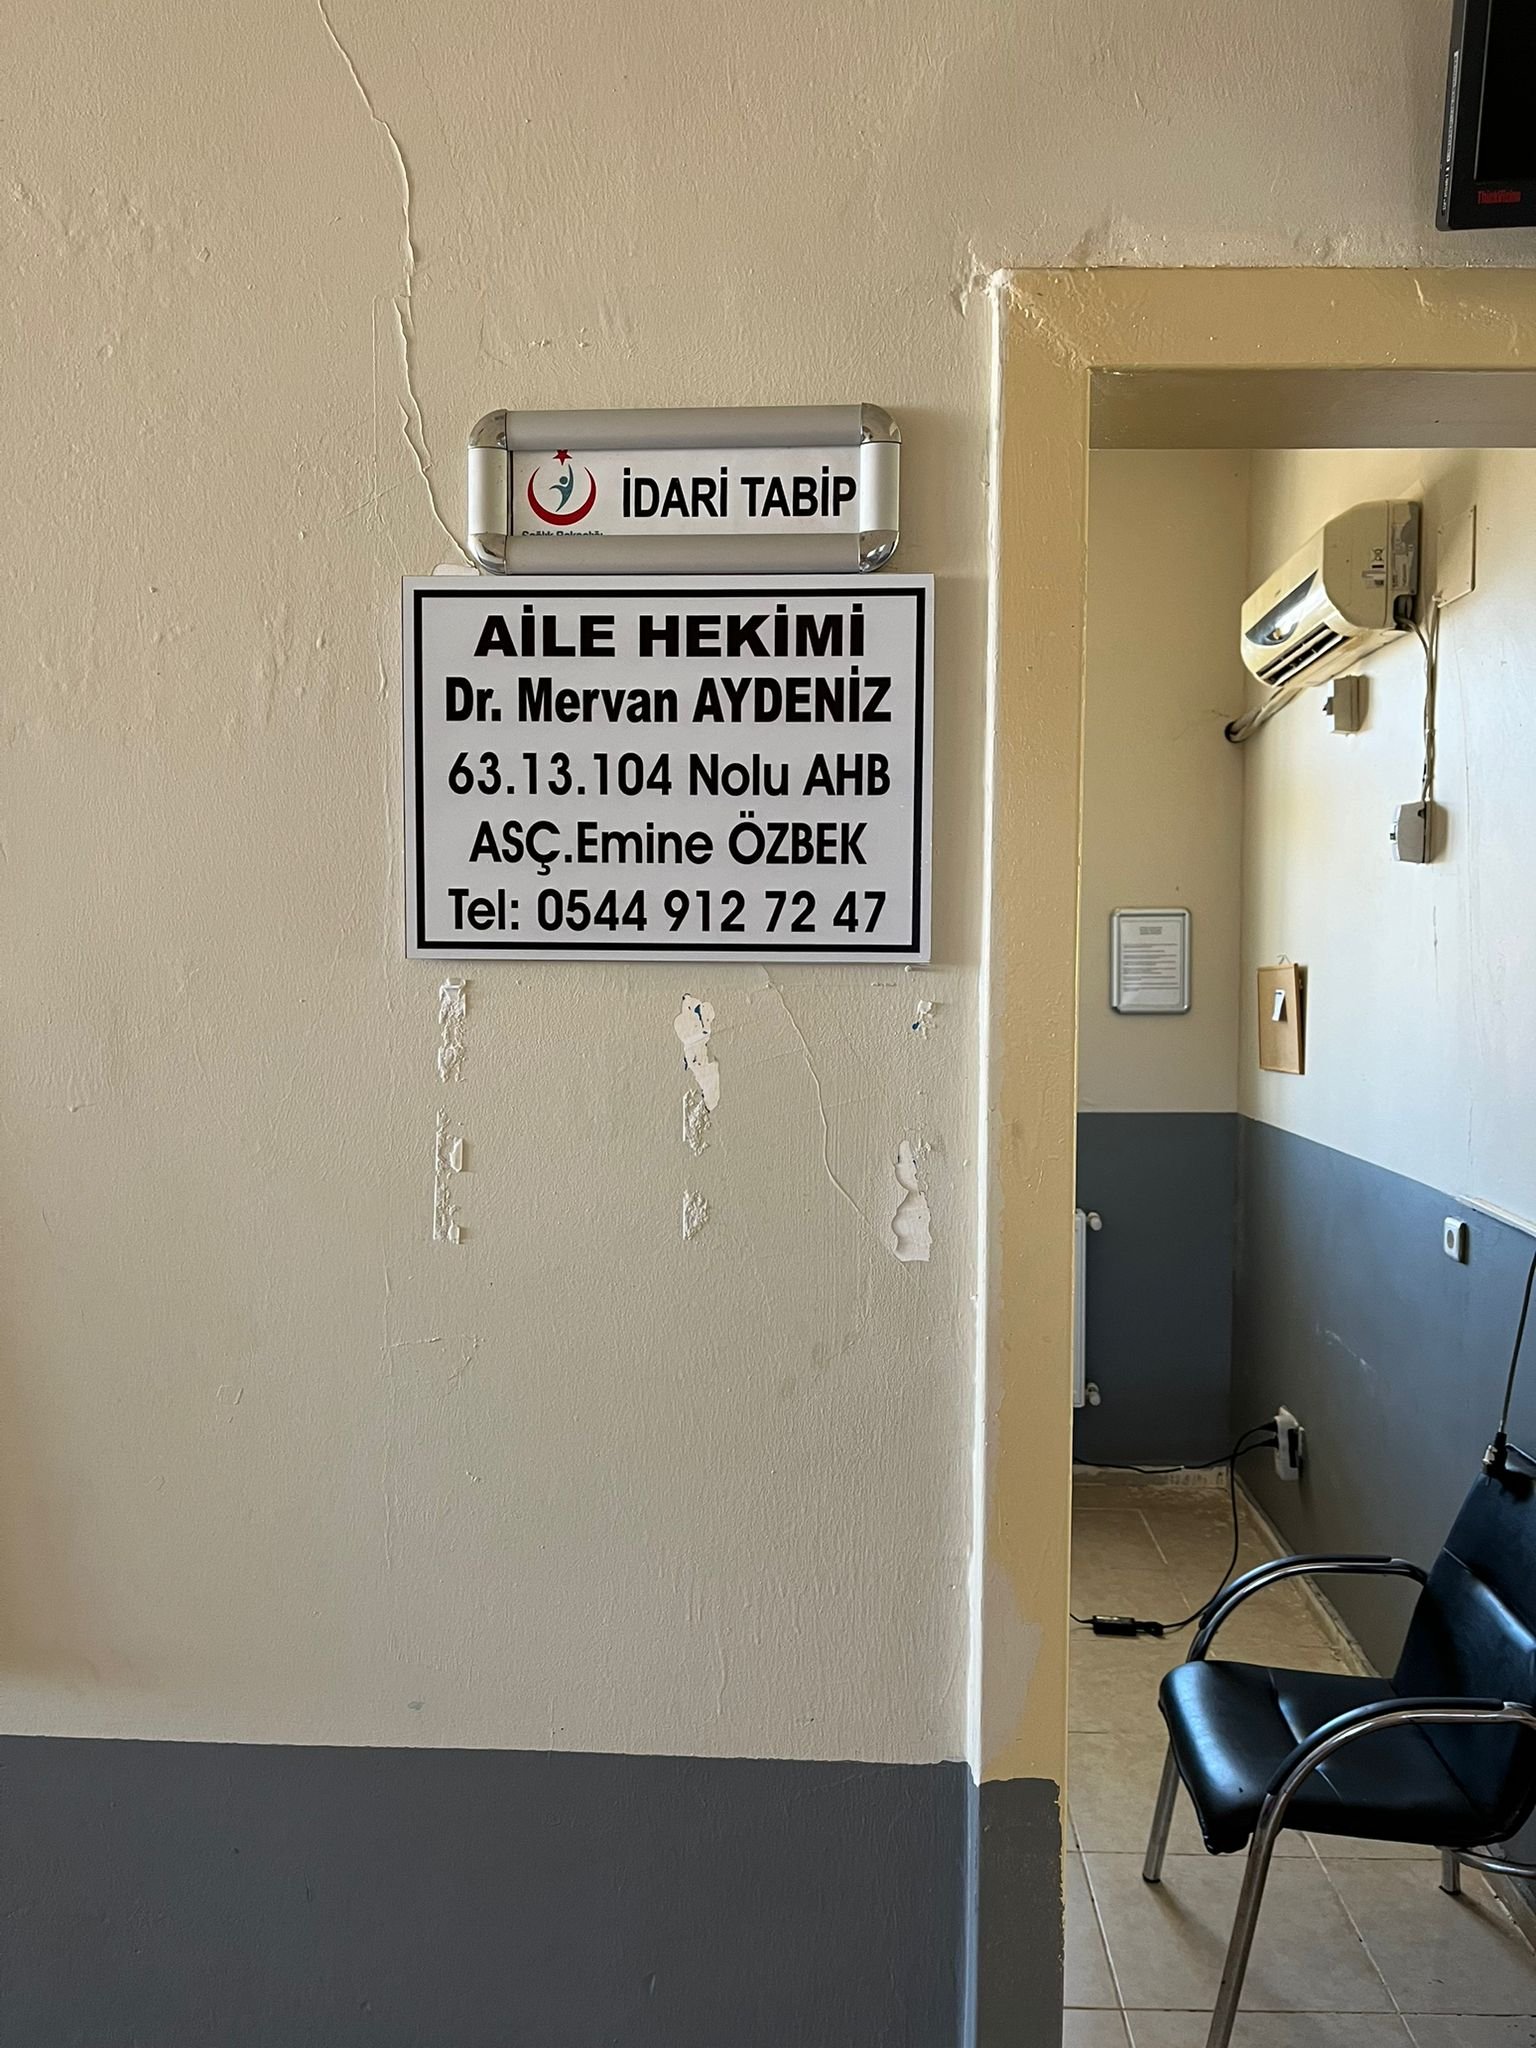 İDARİ TABİP
AİLE HEKİMİ
Dr. Mervan AYDENİZ
63.13.104 Nolu AHB
ASÇ.Emine ÖZBEK
Tel: 0544 912 72 47
ThinkVision